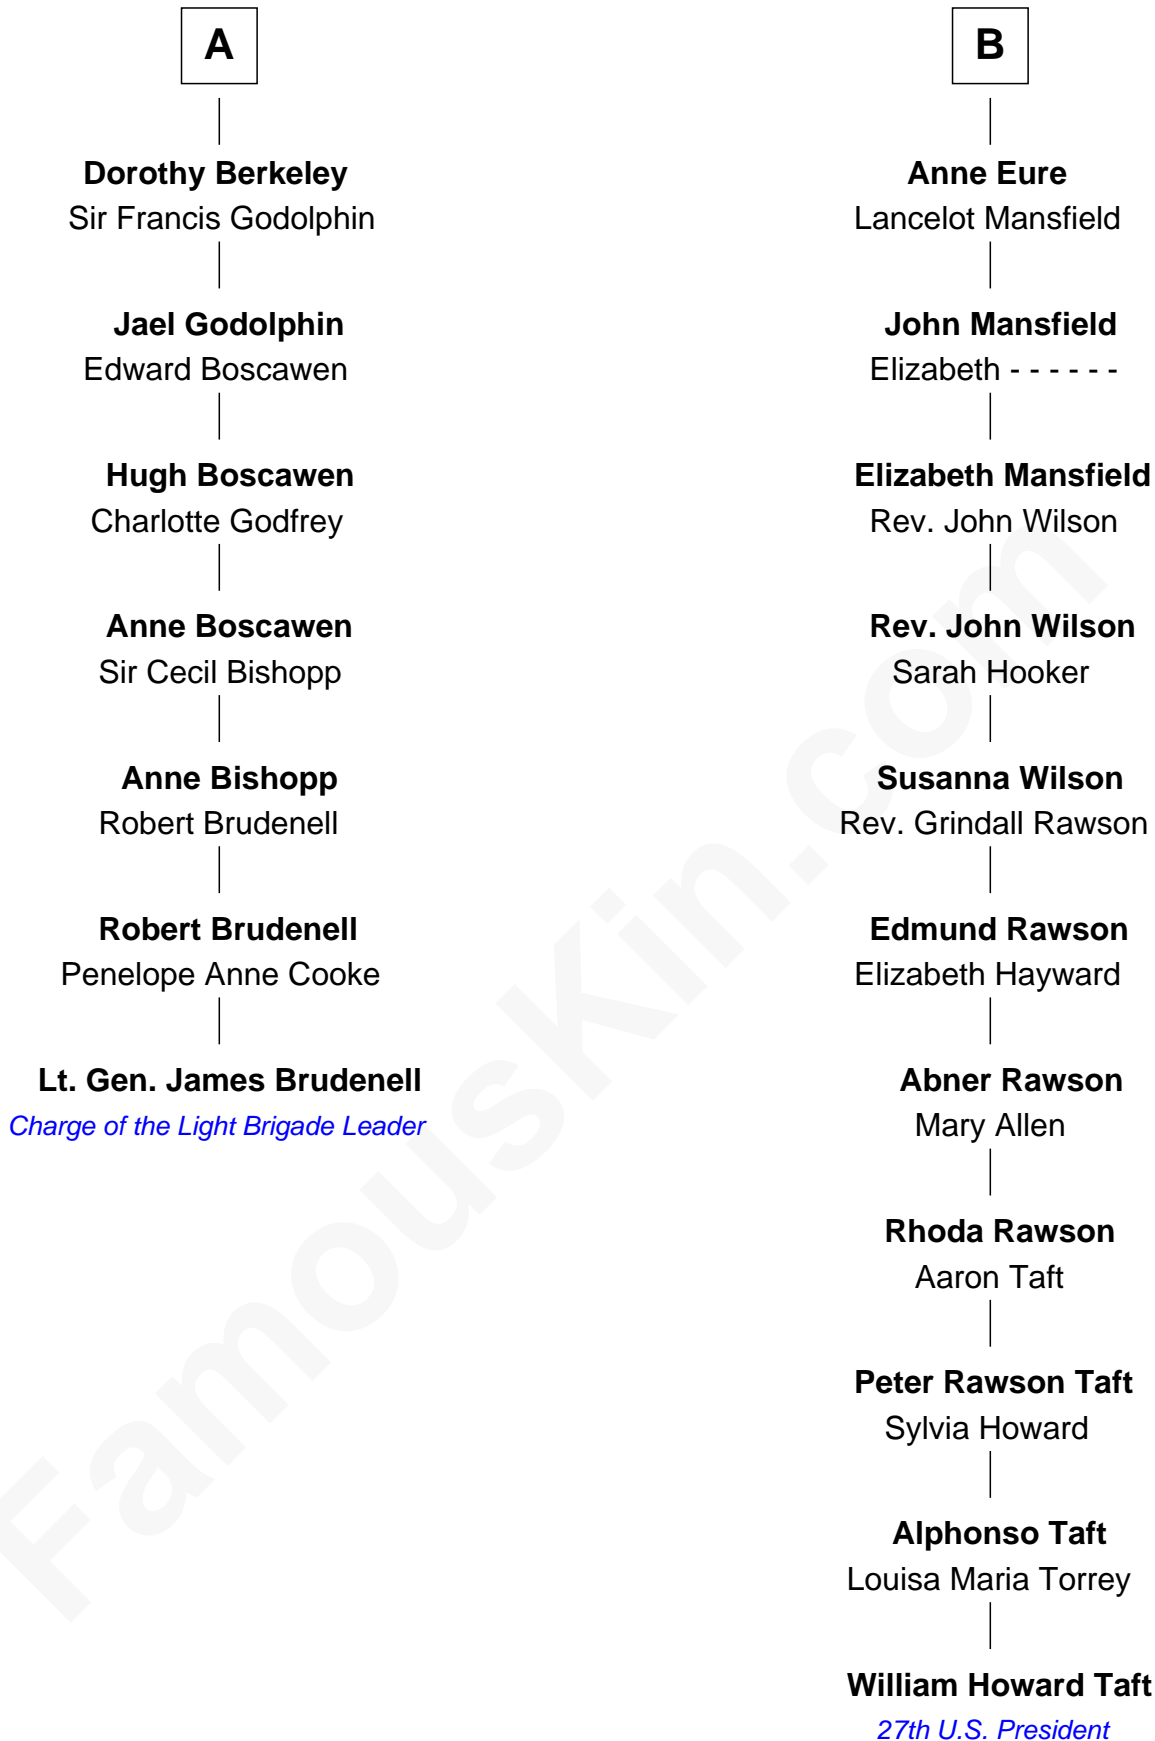 A
Dorothy Berkeley
Sir Francis Godolphin
Jael Godolphin
Edward Boscawen
Hugh Boscawen
Charlotte Godfrey
Anne Boscawen
Sir Cecil Bishopp
Anne Bishopp
Robert Brudenell
Robert Brudenell
Penelope Anne Cooke
Lt. Gen. James Brudenell
Charge of the Light Brigade Leader
B
Anne Eure
Lancelot Mansfield
John Mansfield
Elizabeth - - - - - -
Elizabeth Mansfield
Rev. John Wilson
Rev. John Wilson
Sarah Hooker
Susanna Wilson
Rev. Grindall Rawson
Edmund Rawson
Elizabeth Hayward
Abner Rawson
Mary Allen
Rhoda Rawson
Aaron Taft
Peter Rawson Taft
Sylvia Howard
Alphonso Taft
Louisa Maria Torrey
William Howard Taft
27th U.S. President
FamousKin.com